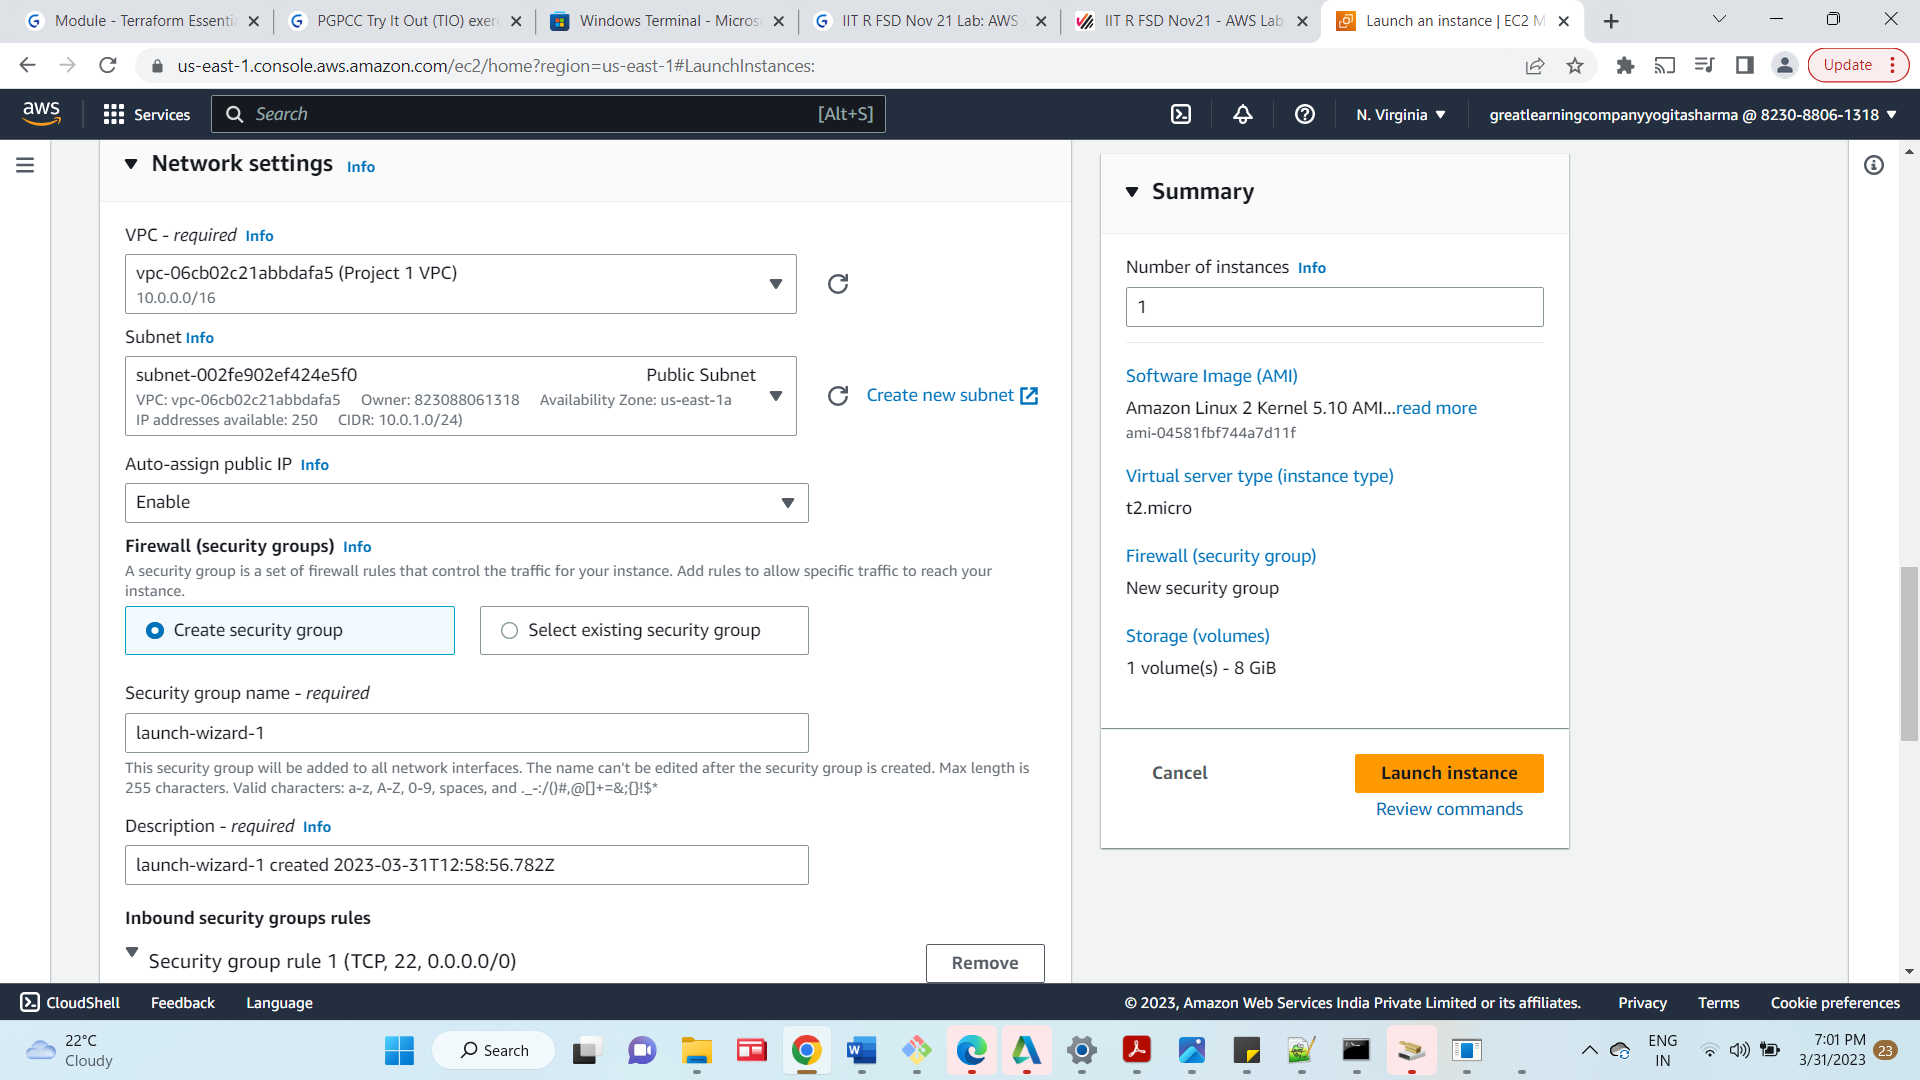 Module - Terraform Essenti
PGPCC Try It Out (TIO) exer
Windows Terminal - Micros
IIT R FSD Nov 21 Lab: AWS
IIT R FSD Nov21 - AWS Lab
Launch an instance | EC2 M
us-east-1.console.aws.amazon.com/ec2/home?region=us-east-1#LaunchInstances:
Update
aws
Services
Search
[Alt+S]
N. Virginia
greatlearningcompanyyogitasharma @ 8230-8806-1318
Network settings Info
VPC - required Info
vpc-06cb02c21abbdafa5 (Project 1 VPC)
10.0.0.0/16
Subnet Info
subnet-002fe902ef424e5f0 Public Subnet
VPC: vpc-06cb02c21abbdafa5 Owner: 823088061318 Availability Zone: us-east-1a
IP addresses available: 250 CIDR: 10.0.1.0/24)
Create new subnet
Auto-assign public IP Info
Enable
Firewall (security groups) Info
A security group is a set of firewall rules that control the traffic for your instance. Add rules to allow specific traffic to reach your
instance.
Create security group
Select existing security group
Security group name - required
launch-wizard-1
This security group will be added to all network interfaces. The name can't be edited after the security group is created. Max length is
255 characters. Valid characters: a-z, A-Z, 0-9, spaces, and ._-:/()#,@[]+=&;{}!$*
Description - required Info
launch-wizard-1 created 2023-03-31T12:58:56.782Z
Inbound security groups rules
Security group rule 1 (TCP, 22, 0.0.0.0/0)
Remove
Summary
Number of instances Info
1
Software Image (AMI)
Amazon Linux 2 Kernel 5.10 AMI...read more
ami-04581fbf744a7d11f
Virtual server type (instance type)
t2.micro
Firewall (security group)
New security group
Storage (volumes)
1 volume(s) - 8 GiB
Cancel
Launch instance
Review commands
CloudShell
Feedback
Language
© 2023, Amazon Web Services India Private Limited or its affiliates.
Privacy
Terms
Cookie preferences
22°C
Cloudy
Search
ENG
IN
7:01 PM
3/31/2023
23